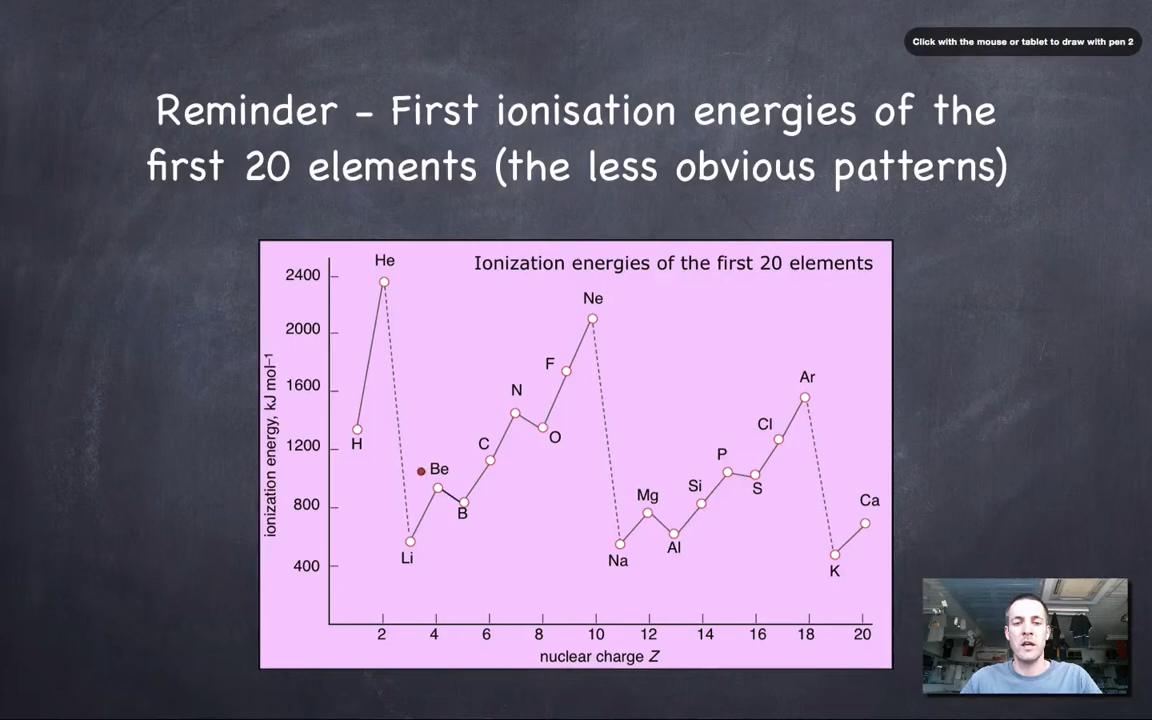 Click with the mouse or tablet to draw with pen 2
Reminder – First ionisation energies of the
first 20 elements (the less obvious patterns)
Ionization energies of the first 20 elements
ionization energy, kJ mol⁻¹
2400
2000
1600
1200
800
400
He
H
Li
Be
B
C
N
O
F
Ne
Na
Mg
Al
Si
P
S
Cl
Ar
K
Ca
2 4 6 8 10 12 14 16 18 20
nuclear charge Z